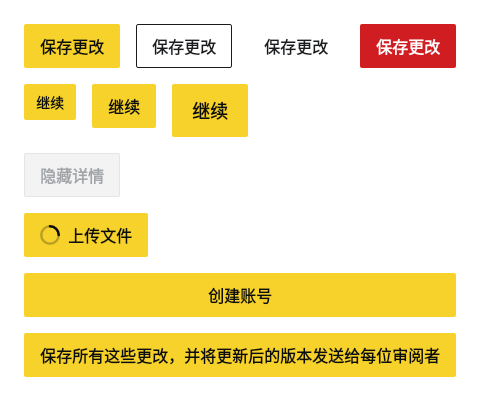 保存更改 保存更改 保存更改 保存更改
继续 继续 继续
隐藏详情
上传文件
创建账号
保存所有这些更改，并将更新后的版本发送给每位审阅者